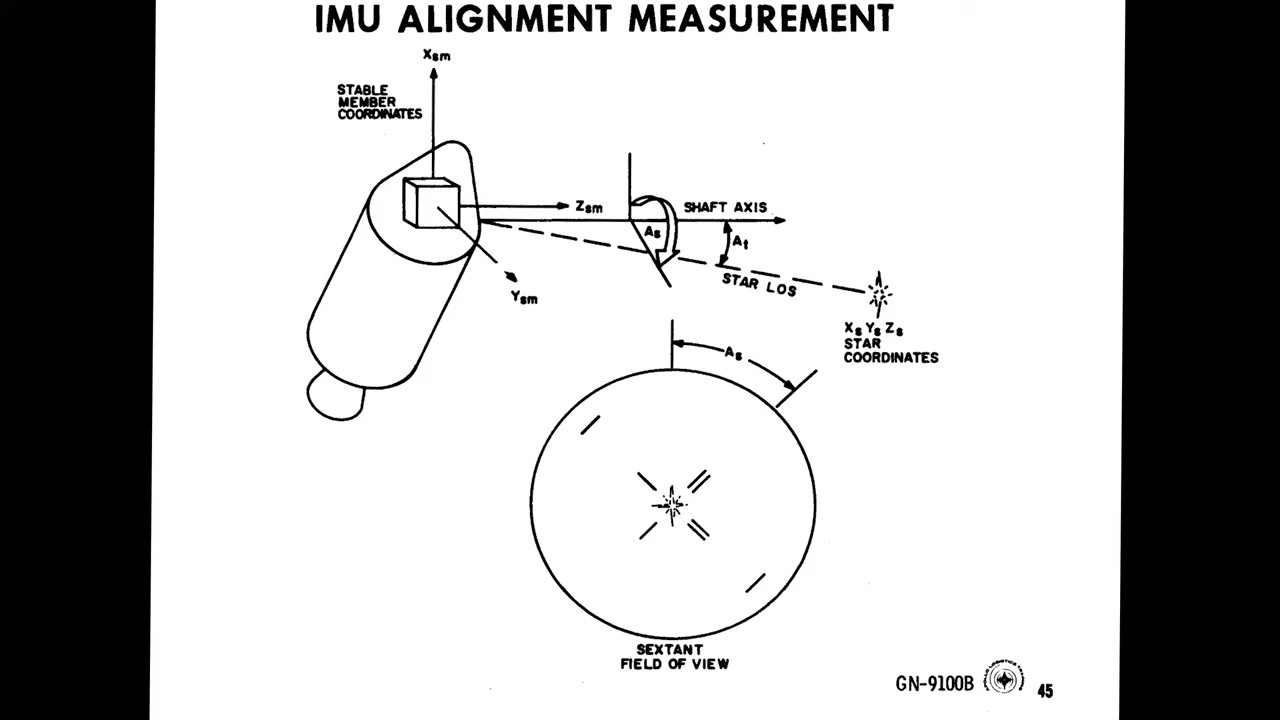 IMU ALIGNMENT MEASUREMENT
Xsm
STABLE
MEMBER
COORDINATES
Zsm
SHAFT AXIS
As
At
Ysm
STAR LOS
Xs Ys Zs
STAR
COORDINATES
As
SEXTANT
FIELD OF VIEW
GN-9100B
45